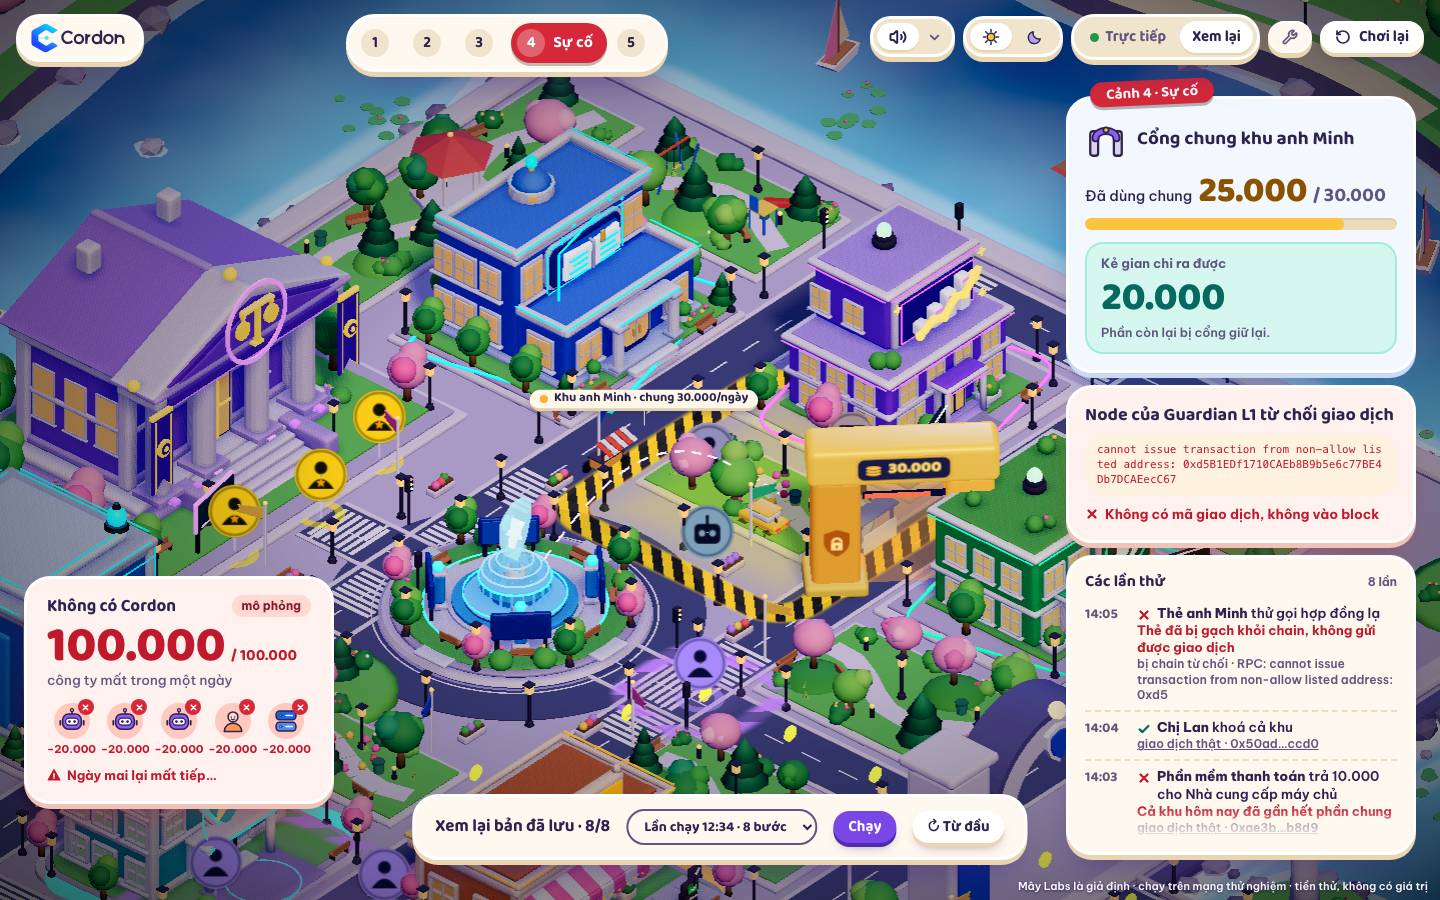 Cordon
1
2
3
4 Sự cố
5
Trực tiếp
Xem lại
Chơi lại
Cảnh 4 · Sự cố
Cổng chung khu anh Minh
Đã dùng chung 25.000 / 30.000
Kẻ gian chi ra được
20.000
Phần còn lại bị cổng giữ lại.
Khu anh Minh · chung 30.000/ngày
30.000
Node của Guardian L1 từ chối giao dịch
cannot issue transaction from non-allow lis
ted address: 0xd5B1EDf1710CAEb8B9b5e6c77BE4
Db7DCAEecC67
Không có mã giao dịch, không vào block
Các lần thử
8 lần
14:05
Thẻ anh Minh thử gọi hợp đồng lạ
Thẻ đã bị gạch khỏi chain, không gửi
được giao dịch
bị chain từ chối · RPC: cannot issue
transaction from non-allow listed address:
0xd5
14:04
Chị Lan khoá cả khu
giao dịch thật · 0x50ad...ccd0
14:03
Phần mềm thanh toán trả 10.000
cho Nhà cung cấp máy chủ
Cả khu hôm nay đã gần hết phần chung
giao dịch thật · 0xae3b...b8d9
Không có Cordon
mô phỏng
100.000 / 100.000
công ty mất trong một ngày
-20.000 -20.000 -20.000 -20.000 -20.000
Ngày mai lại mất tiếp...
Xem lại bản đã lưu · 8/8
Lần chạy 12:34 · 8 bước
Chạy
Từ đầu
Mây Labs là giả định · chạy trên mạng thử nghiệm · tiền thử, không có giá trị